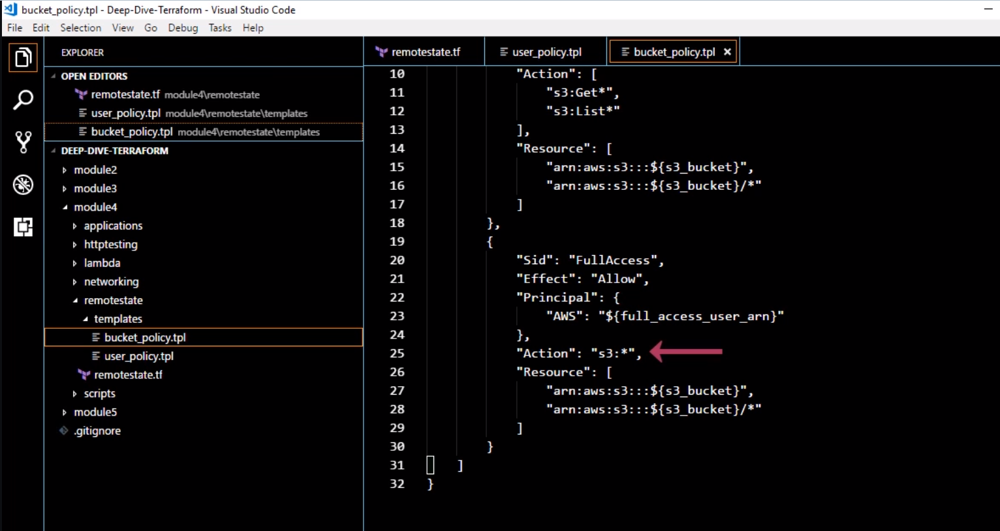 bucket_policy.tpl - Deep-Dive-Terraform - Visual Studio Code
File Edit Selection View Go Debug Tasks Help
EXPLORER
OPEN EDITORS
remotestate.tf module4\remotestate
user_policy.tpl module4\remotestate\templates
bucket_policy.tpl module4\remotestate\templates
DEEP-DIVE-TERRAFORM
module2
module3
module4
applications
httptesting
lambda
networking
remotestate
templates
bucket_policy.tpl
user_policy.tpl
remotestate.tf
scripts
module5
.gitignore
remotestate.tf user_policy.tpl bucket_policy.tpl
10 "Action": [
11 "s3:Get*",
12 "s3:List*"
13 ],
14 "Resource": [
15 "arn:aws:s3:::${s3_bucket}",
16 "arn:aws:s3:::${s3_bucket}/*"
17 ]
18 },
19 {
20 "Sid": "FullAccess",
21 "Effect": "Allow",
22 "Principal": {
23 "AWS": "${full_access_user_arn}"
24 },
25 "Action": "s3:*",
26 "Resource": [
27 "arn:aws:s3:::${s3_bucket}",
28 "arn:aws:s3:::${s3_bucket}/*"
29 ]
30 }
31 ]
32 }